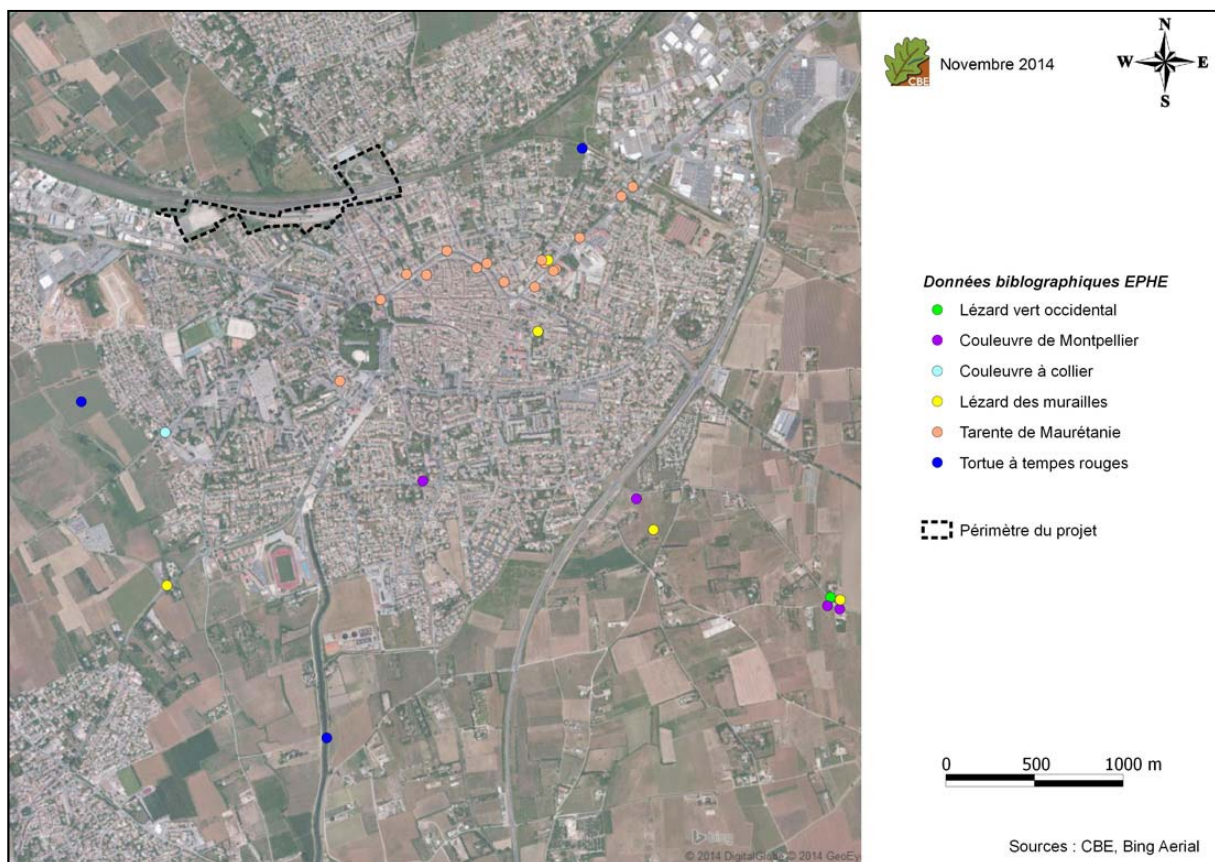 CBE
Novembre 2014
N
W E
S
Données biblographiques EPHE
Lézard vert occidental
Couleuvre de Montpellier
Couleuvre à collier
Lézard des murailles
Tarente de Maurétanie
Tortue à tempes rouges
Périmètre du projet
0 500 1000 m
bing
© 2014 DigitalGlobe © 2014 GeoEye
Sources : CBE, Bing Aerial